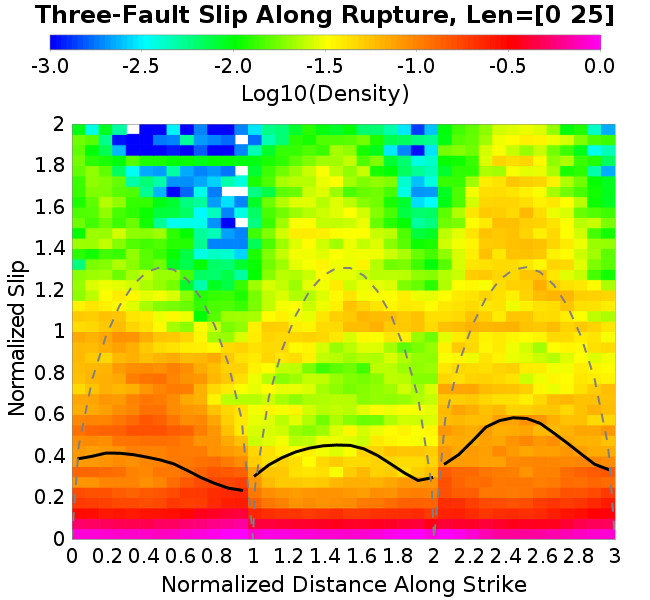 Three-Fault Slip Along Rupture, Len=[0 25]
-3.0 -2.5 -2.0 -1.5 -1.0 -0.5 0.0
Log10(Density)
Normalized Slip
2
1.8
1.6
1.4
1.2
1
0.8
0.6
0.4
0.2
0
0 0.2 0.4 0.6 0.8 1 1.2 1.4 1.6 1.8 2 2.2 2.4 2.6 2.8 3
Normalized Distance Along Strike